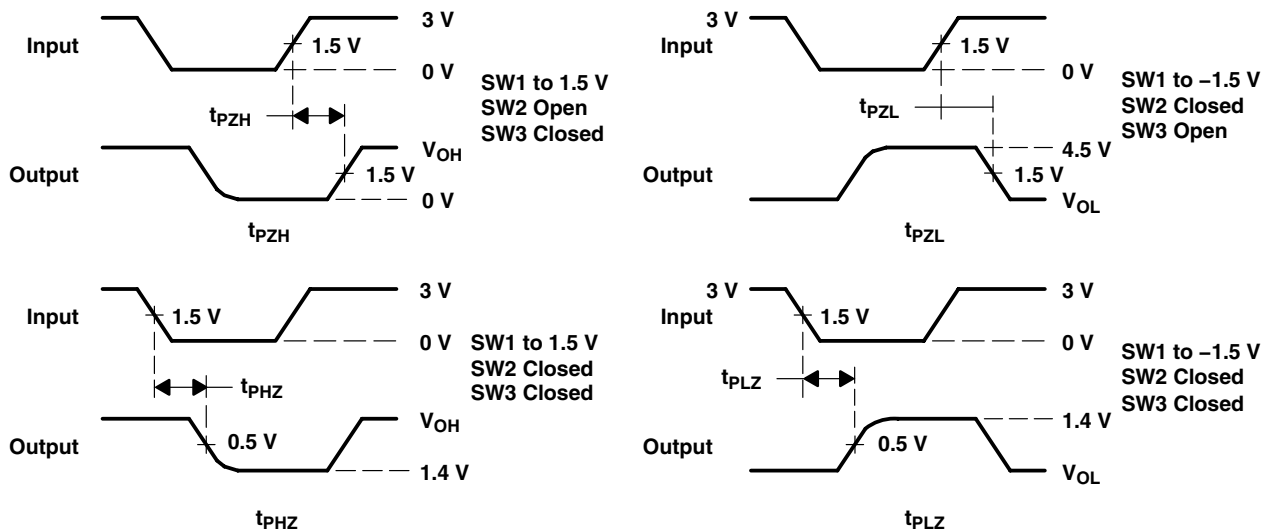 3 V
Input
1.5 V
0 V
SW1 to 1.5 V
SW2 Open
SW3 Closed
tPZH
VOH
Output
1.5 V
0 V
tPZH
3 V
Input
1.5 V
0 V
SW1 to −1.5 V
SW2 Closed
SW3 Open
tPZL
4.5 V
Output
1.5 V
VOL
tPZL
3 V
Input
1.5 V
0 V
SW1 to 1.5 V
SW2 Closed
SW3 Closed
tPHZ
VOH
Output
0.5 V
1.4 V
tPHZ
3 V
3 V
Input
1.5 V
0 V
SW1 to −1.5 V
SW2 Closed
SW3 Closed
tPLZ
1.4 V
Output
0.5 V
VOL
tPLZ